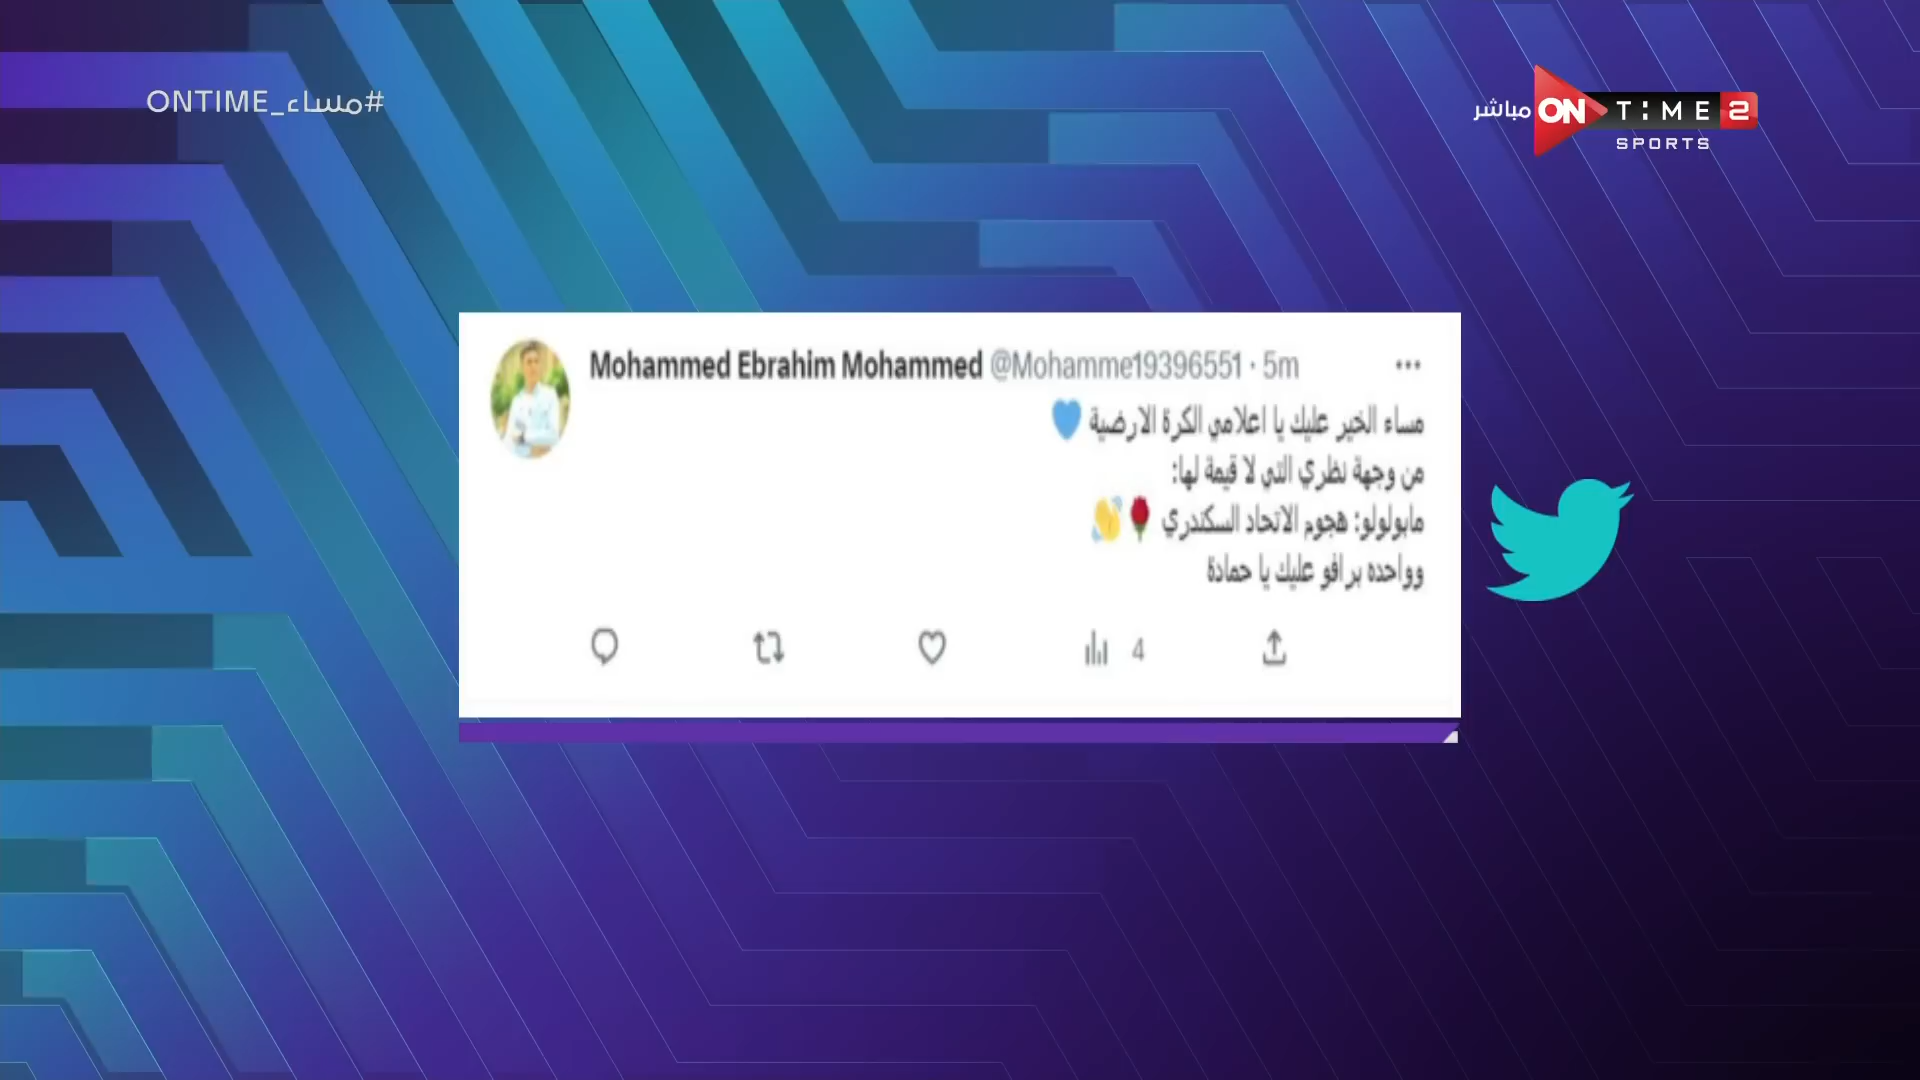 #مساء_ONTIME
مباشر ON TIME 2
SPORTS
Mohammed Ebrahim Mohammed @Mohamme19396551 · 5m
مساء الخير عليك يا اعلامي الكرة الارضية 💙
من وجهة نظري التي لا قيمة لها:
مابولولو: هجوم الاتحاد السكندري 🌹👏
وواحده برافو عليك يا حمادة
4